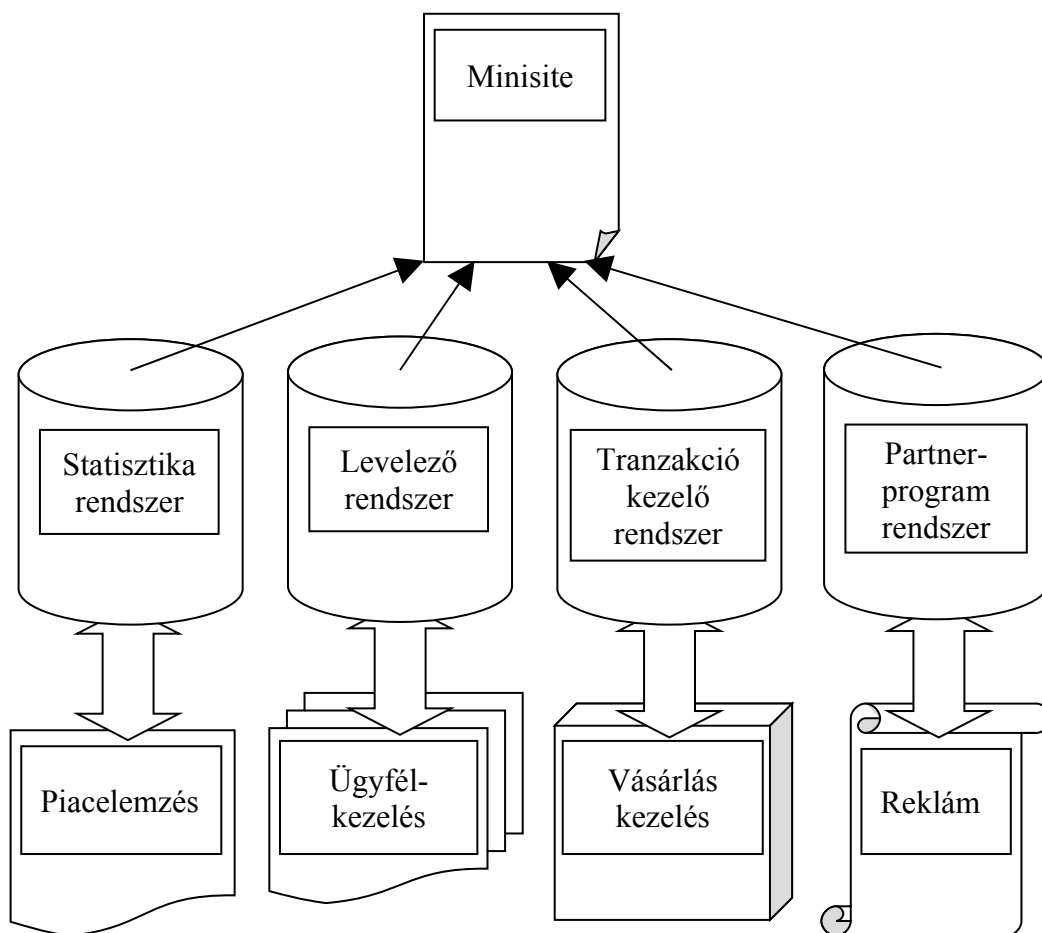 Minisite
Statisztika
rendszer
Levelező
rendszer
Tranzakció
kezelő
rendszer
Partner-
program
rendszer
Piacelemzés
Ügyfél-
kezelés
Vásárlás
kezelés
Reklám